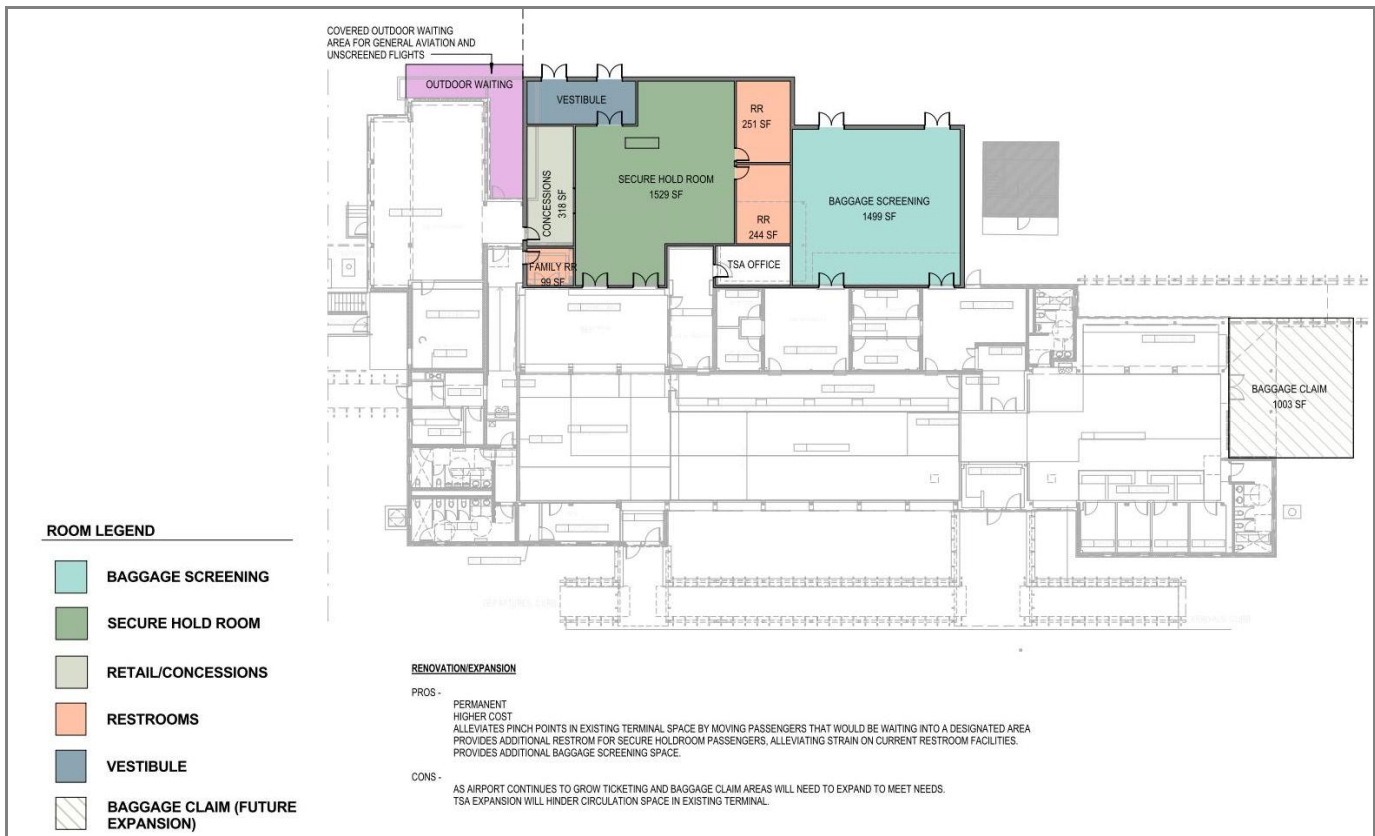 COVERED OUTDOOR WAITING
AREA FOR GENERAL AVIATION AND
UNSCREENED FLIGHTS
OUTDOOR WAITING
VESTIBULE
RR
251 SF
CONCESSIONS
318 SF
SECURE HOLD ROOM
1529 SF
BAGGAGE SCREENING
1499 SF
RR
244 SF
FAMILY RR
99 SF
TSA OFFICE
BAGGAGE CLAIM
1003 SF
ROOM LEGEND
BAGGAGE SCREENING
SECURE HOLD ROOM
RETAIL/CONCESSIONS
RESTROOMS
VESTIBULE
BAGGAGE CLAIM (FUTURE
EXPANSION)
RENOVATION/EXPANSION
PROS -
PERMANENT
HIGHER COST
ALLEVIATES PINCH POINTS IN EXISTING TERMINAL SPACE BY MOVING PASSENGERS THAT WOULD BE WAITING INTO A DESIGNATED AREA
PROVIDES ADDITIONAL RESTROM FOR SECURE HOLDROOM PASSENGERS, ALLEVIATING STRAIN ON CURRENT RESTROOM FACILITIES.
PROVIDES ADDITIONAL BAGGAGE SCREENING SPACE.
CONS -
AS AIRPORT CONTINUES TO GROW TICKETING AND BAGGAGE CLAIM AREAS WILL NEED TO EXPAND TO MEET NEEDS.
TSA EXPANSION WILL HINDER CIRCULATION SPACE IN EXISTING TERMINAL.